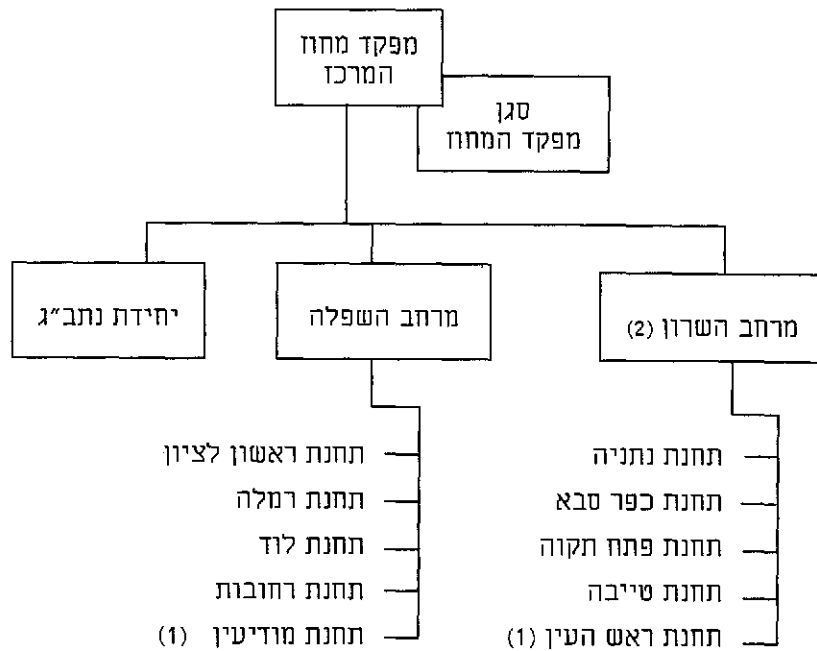 מפקד מחוז
המרכז
סגן
מפקד המחוז
מרחב השרון (2)
מרחב השפלה
יחידת נתב"ג
תחנת נתניה
תחנת כפר סבא
תחנת פתח תקוה
תחנת טייבה
תחנת ראש העין (1)
תחנת ראשון לציון
תחנת רמלה
תחנת לוד
תחנת רחובות
תחנת מודיעין (1)